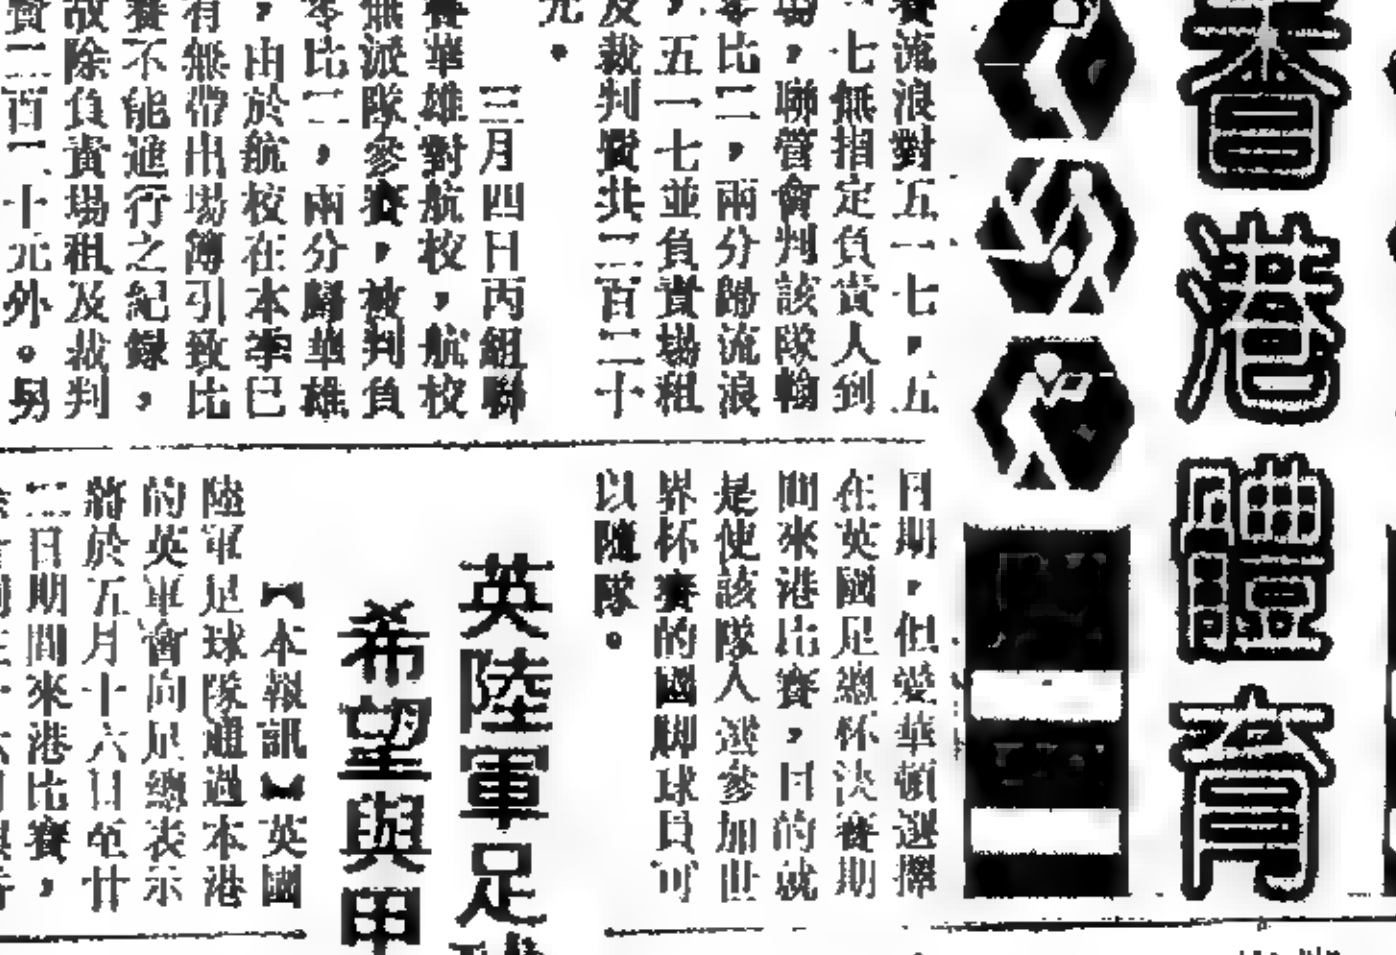 香港體育
賽流浪對五一七，五
一七無指定負責人到
場，聯管會判該隊輸
零比二，兩分歸流浪
，五一七並負責場租
及裁判費共二百二十
元。
三月四日丙組聯
賽華雄對航校，航校
無派隊參賽，被判負
零比二，兩分歸華雄
，由於航校在本季已
有無帶出場簿引致比
賽不能進行之紀錄，
故除負責場租及裁判
費二百二十元外。另
日期，但愛華頓選擇
在英國足總杯決賽期
間來港比賽，目的就
是使該隊入選參加世
界杯賽的國脚球員可
以隨隊。
英陸軍足球
希望與甲
【本報訊】英國
陸軍足球隊通過本港
的英軍會向足總表示
將於五月十六日至廿
二日期間來港比賽，